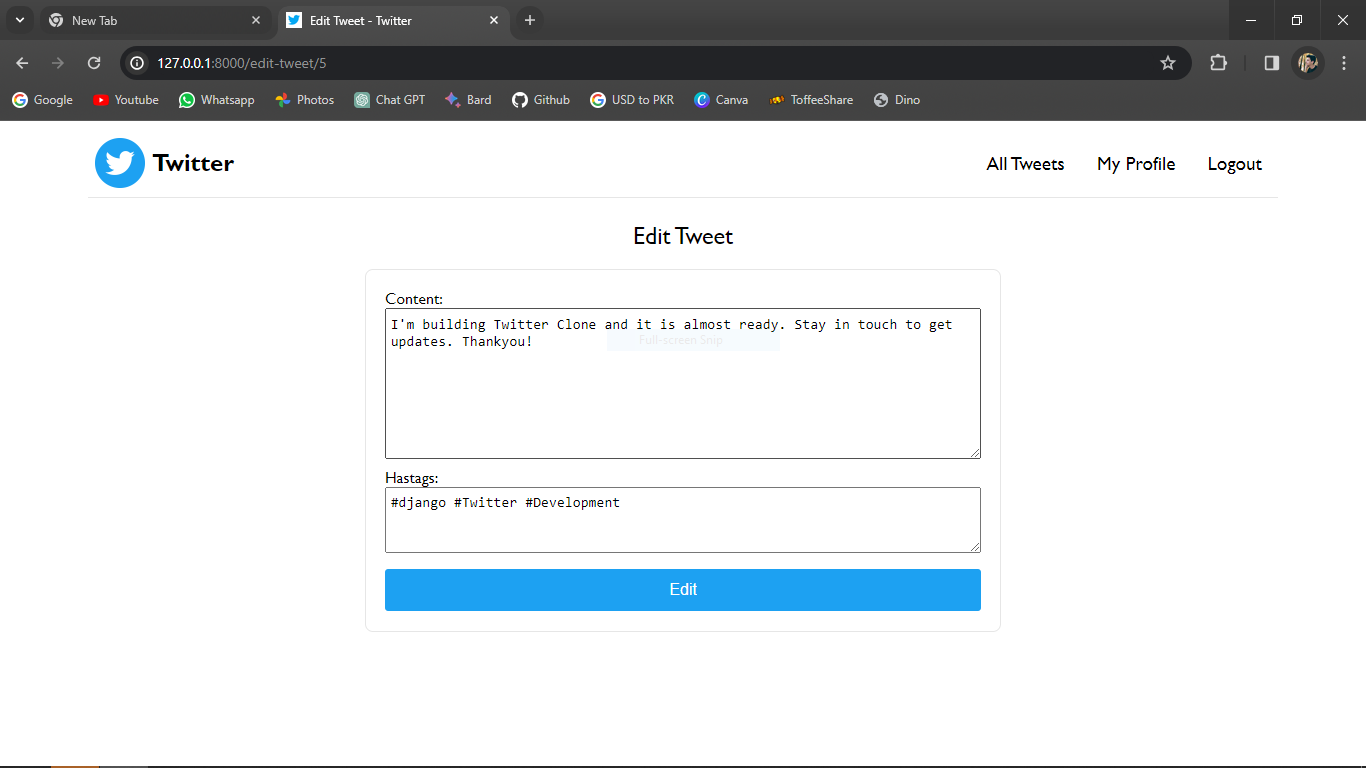 New Tab
Edit Tweet - Twitter
127.0.0.1:8000/edit-tweet/5
Google Youtube Whatsapp Photos Chat GPT Bard Github USD to PKR Canva ToffeeShare Dino
Twitter
All Tweets My Profile Logout
Edit Tweet
Content:
I'm building Twitter Clone and it is almost ready. Stay in touch to get
updates. Thankyou!
Full-screen Snip
Hastags:
#django #Twitter #Development
Edit